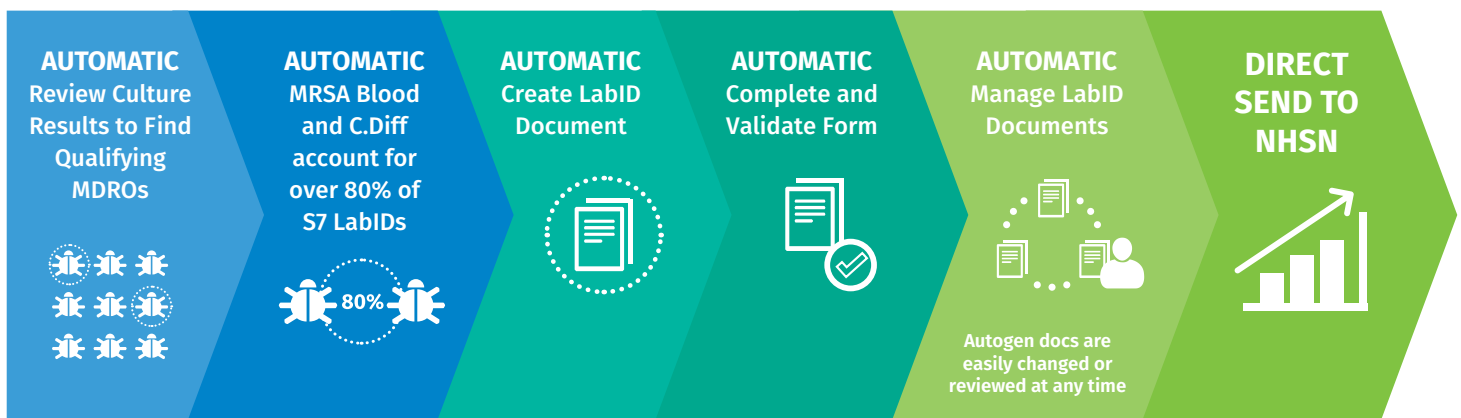 AUTOMATIC
Review Culture
Results to Find
Qualifying
MDROs
AUTOMATIC
MRSA Blood
and C.Diff
account for
over 80% of
S7 LabIDs
80%
AUTOMATIC
Create LabID
Document
AUTOMATIC
Complete and
Validate Form
AUTOMATIC
Manage LabID
Documents
Autogen docs are
easily changed or
reviewed at any time
DIRECT
SEND TO
NHSN